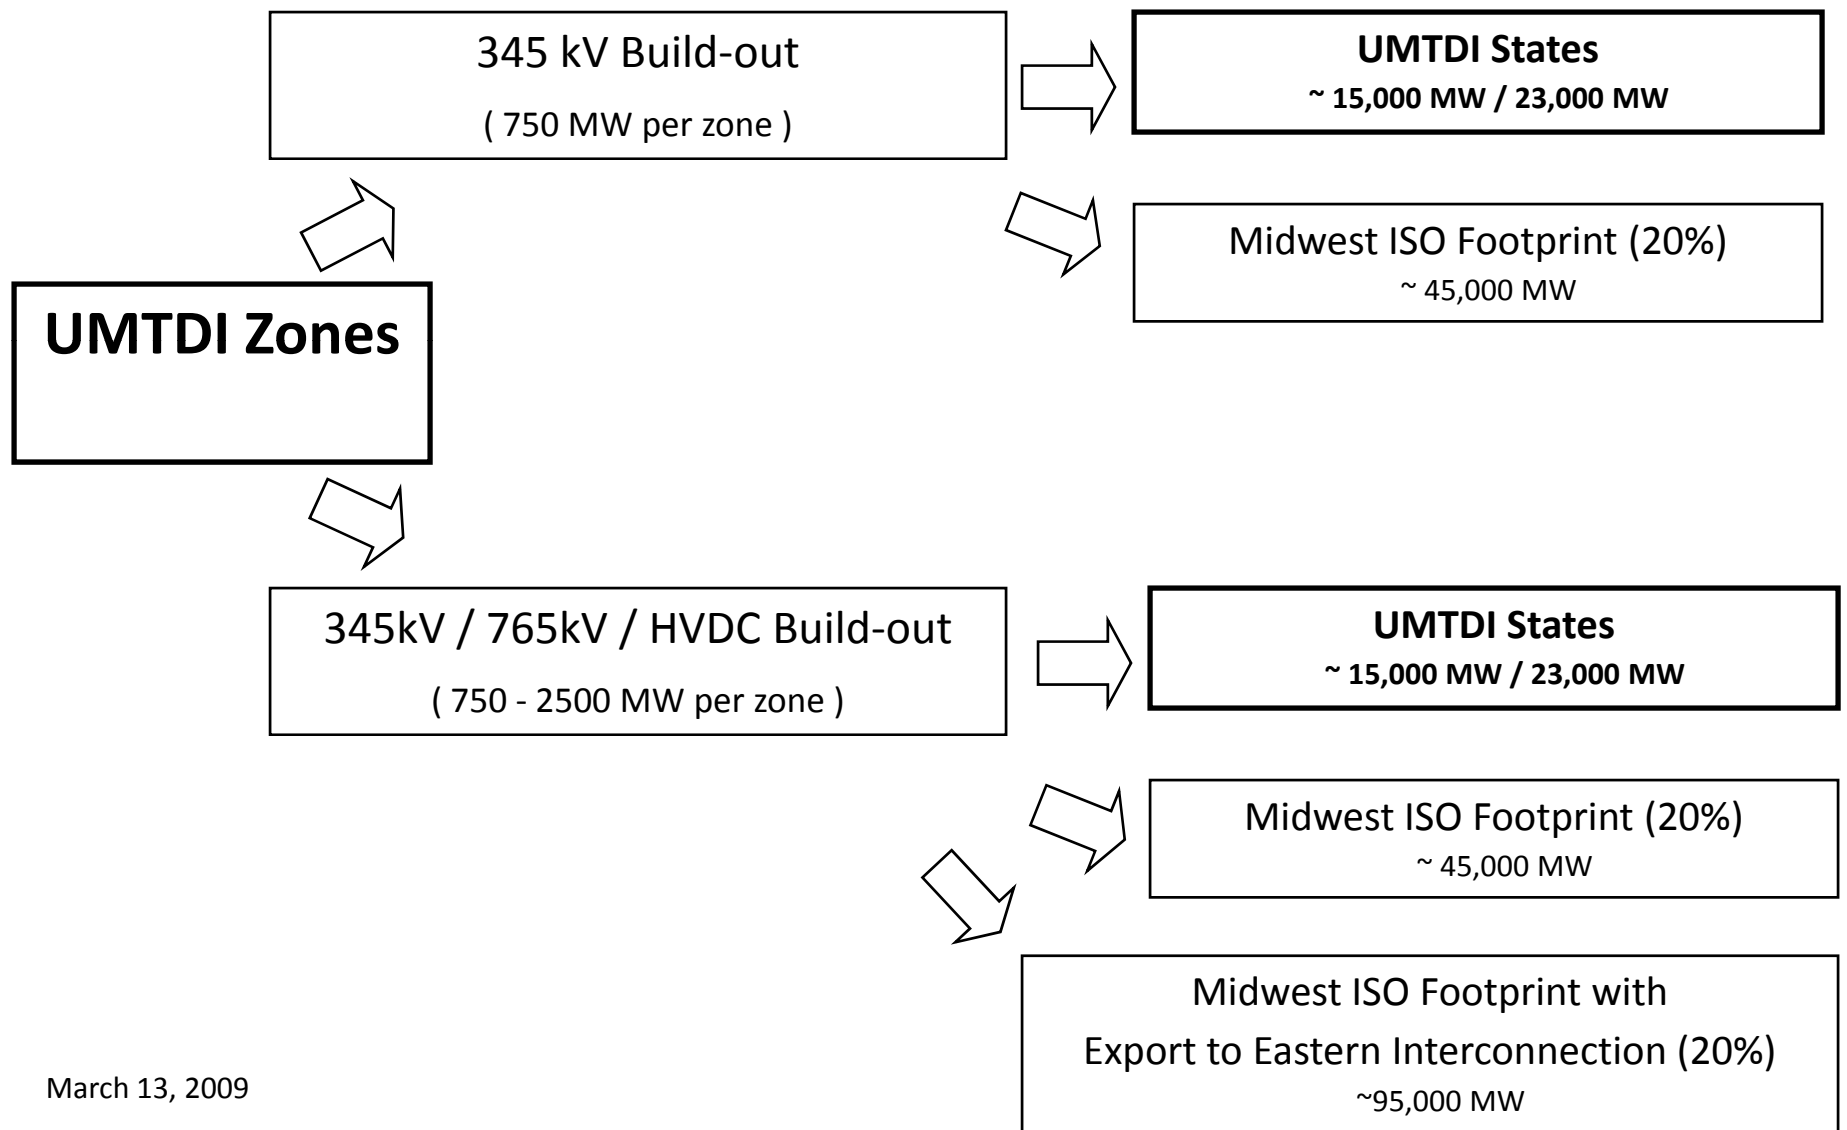 345 kV Build-out
( 750 MW per zone )
UMTDI States
~ 15,000 MW / 23,000 MW
Midwest ISO Footprint (20%)
~ 45,000 MW
UMTDI Zones
345kV / 765kV / HVDC Build-out
( 750 - 2500 MW per zone )
UMTDI States
~ 15,000 MW / 23,000 MW
Midwest ISO Footprint (20%)
~ 45,000 MW
Midwest ISO Footprint with
Export to Eastern Interconnection (20%)
~95,000 MW
March 13, 2009